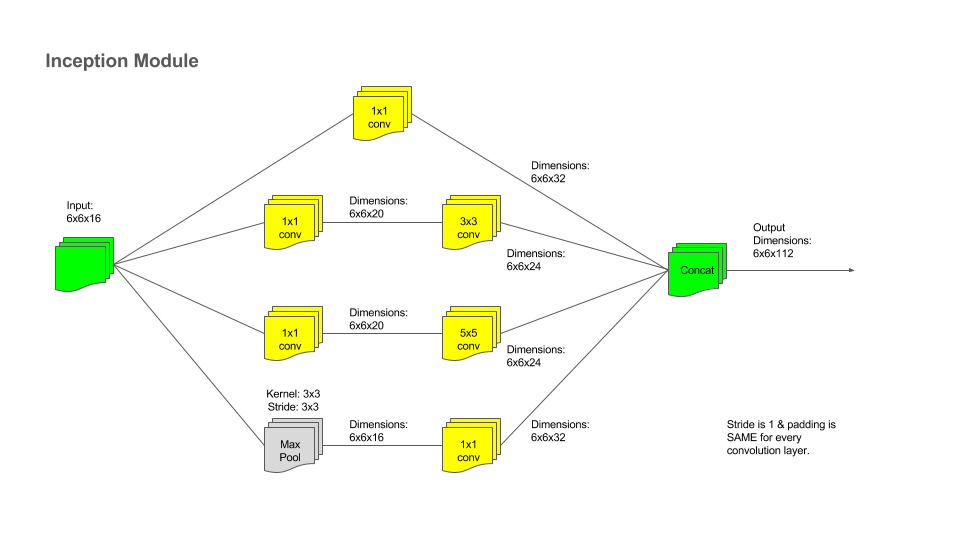 Inception Module
1x1
conv
Dimensions:
6x6x32
Input:
6x6x16
1x1
conv
Dimensions:
6x6x20
3x3
conv
Dimensions:
6x6x24
Output
Dimensions:
6x6x112
Concat
1x1
conv
Dimensions:
6x6x20
5x5
conv
Dimensions:
6x6x24
Kernel: 3x3
Stride: 3x3
Max
Pool
Dimensions:
6x6x16
1x1
conv
Dimensions:
6x6x32
Stride is 1 & padding is
SAME for every
convolution layer.